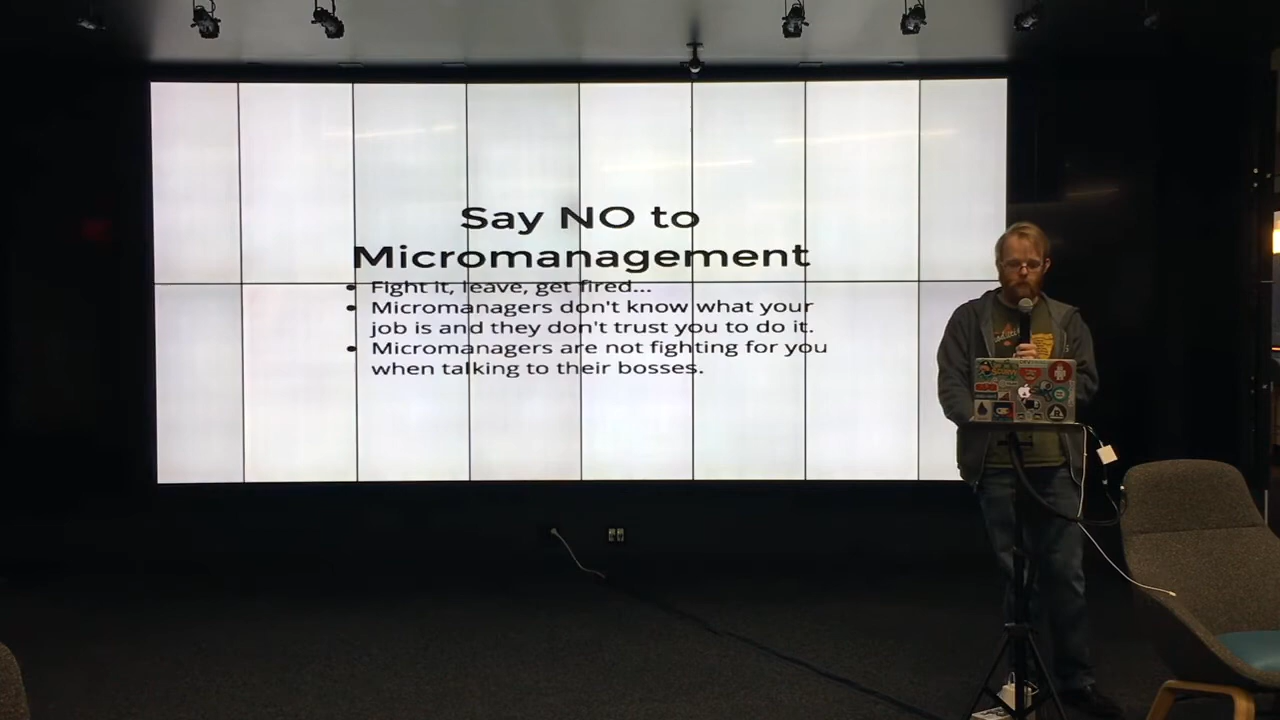 Say NO to
Micromanagement
• Fight it, leave, get fired...
• Micromanagers don't know what your
job is and they don't trust you to do it.
• Micromanagers are not fighting for you
when talking to their bosses.